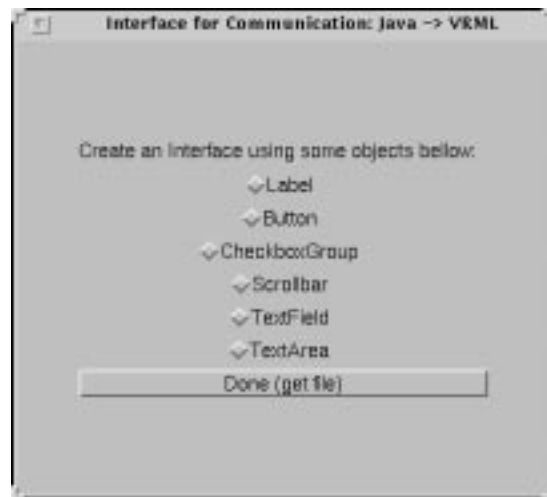 Interface for Communication: Java -> VRML
Create an Interface using some objects bellow:
Label
Button
CheckboxGroup
Scrollbar
TextField
TextArea
Done (get file)